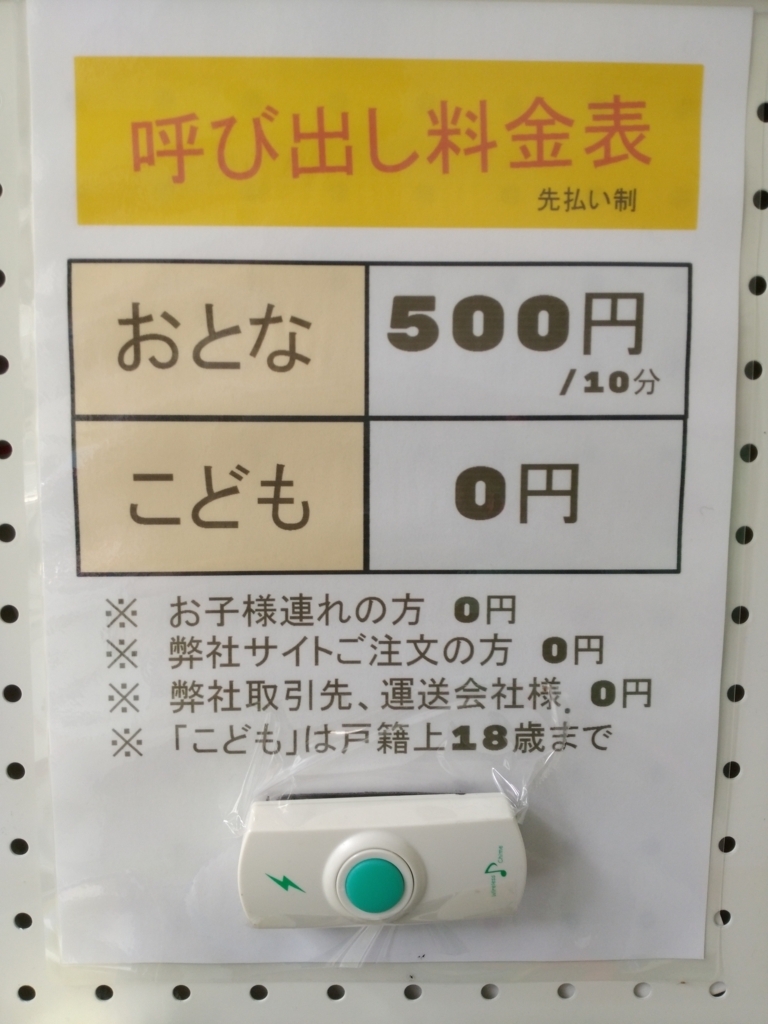 呼び出し料金表
先払い制
おとな 500円
/10分
こども 0円
※ お子様連れの方 0円
※ 弊社サイトご注文の方 0円
※ 弊社取引先、運送会社様 0円
※ 「こども」は戸籍上18歳まで